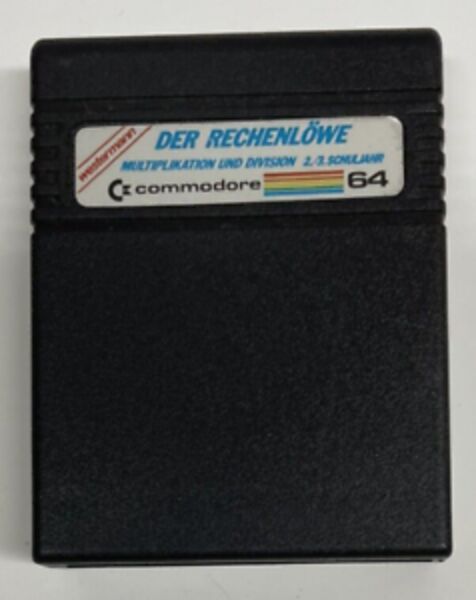 westermann
DER RECHENLÖWE
MULTIPLIKATION UND DIVISION 2./3. SCHULJAHR
commodore 64